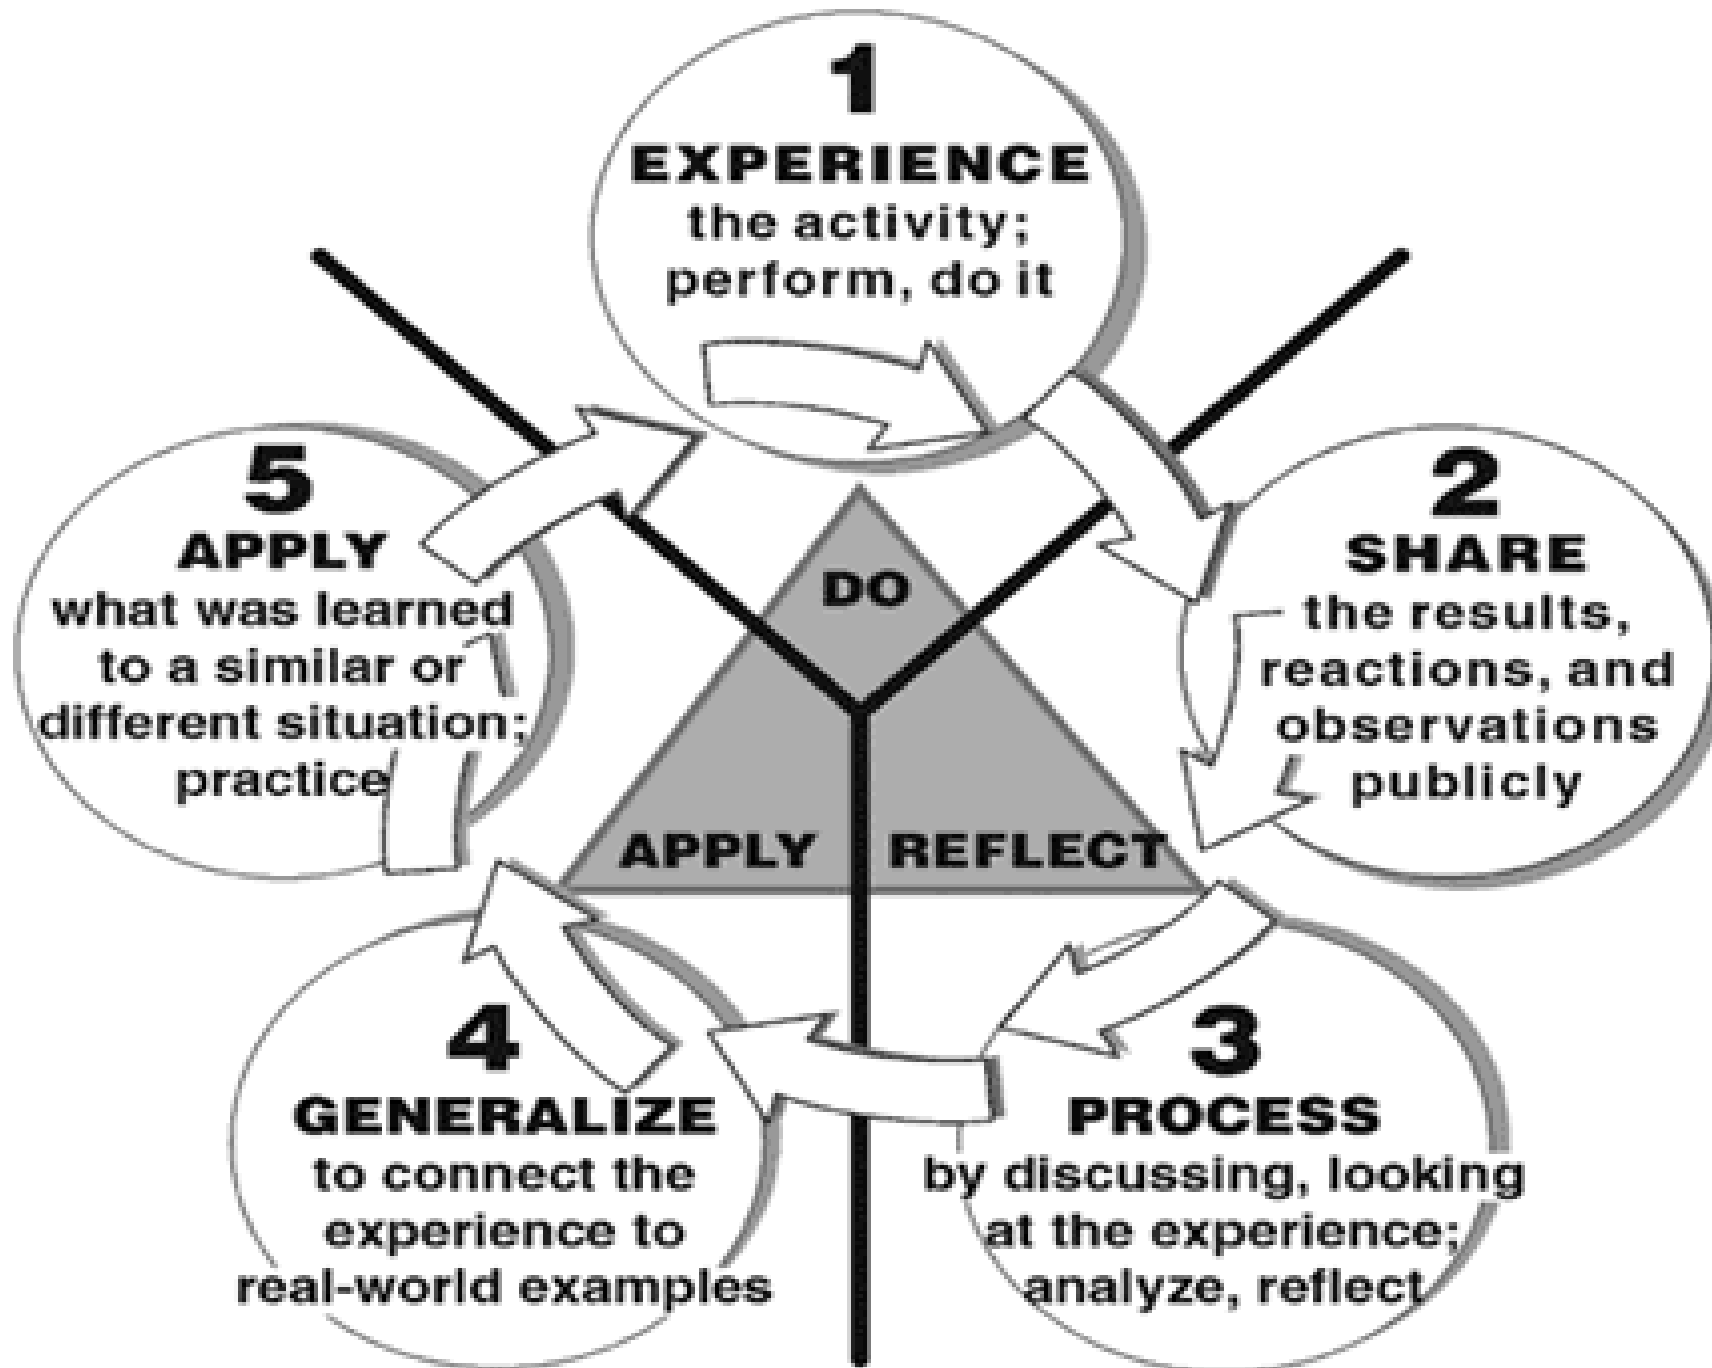 1
EXPERIENCE
the activity;
perform, do it
2
SHARE
the results,
reactions, and
observations
publicly
3
PROCESS
by discussing, looking
at the experience;
analyze, reflect
4
GENERALIZE
to connect the
experience to
real-world examples
5
APPLY
what was learned
to a similar or
different situation;
practice
DO
REFLECT
APPLY